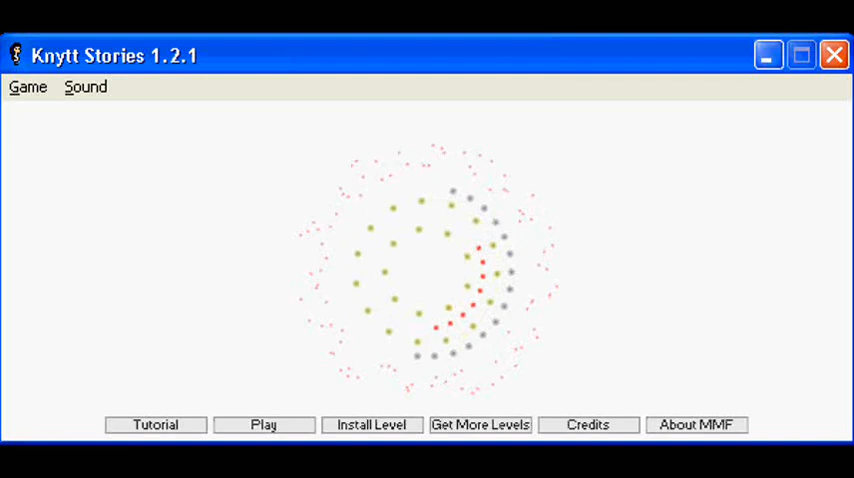 Knytt Stories 1.2.1
Game Sound
Tutorial Play Install Level Get More Levels Credits About MMF